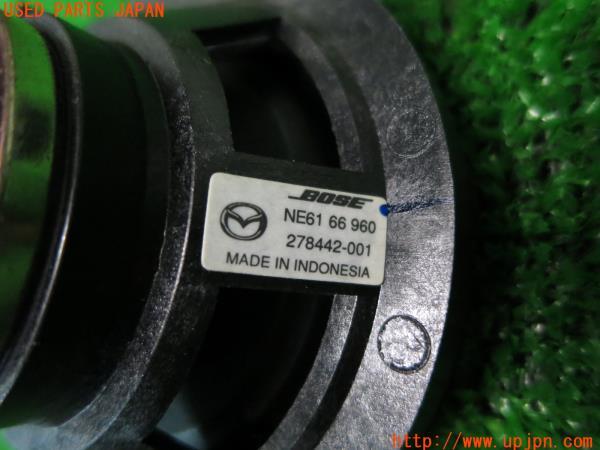 USED PARTS JAPAN
BOSE
NE61 66 960
278442-001
MADE IN INDONESIA
http://www.upjpn.com/